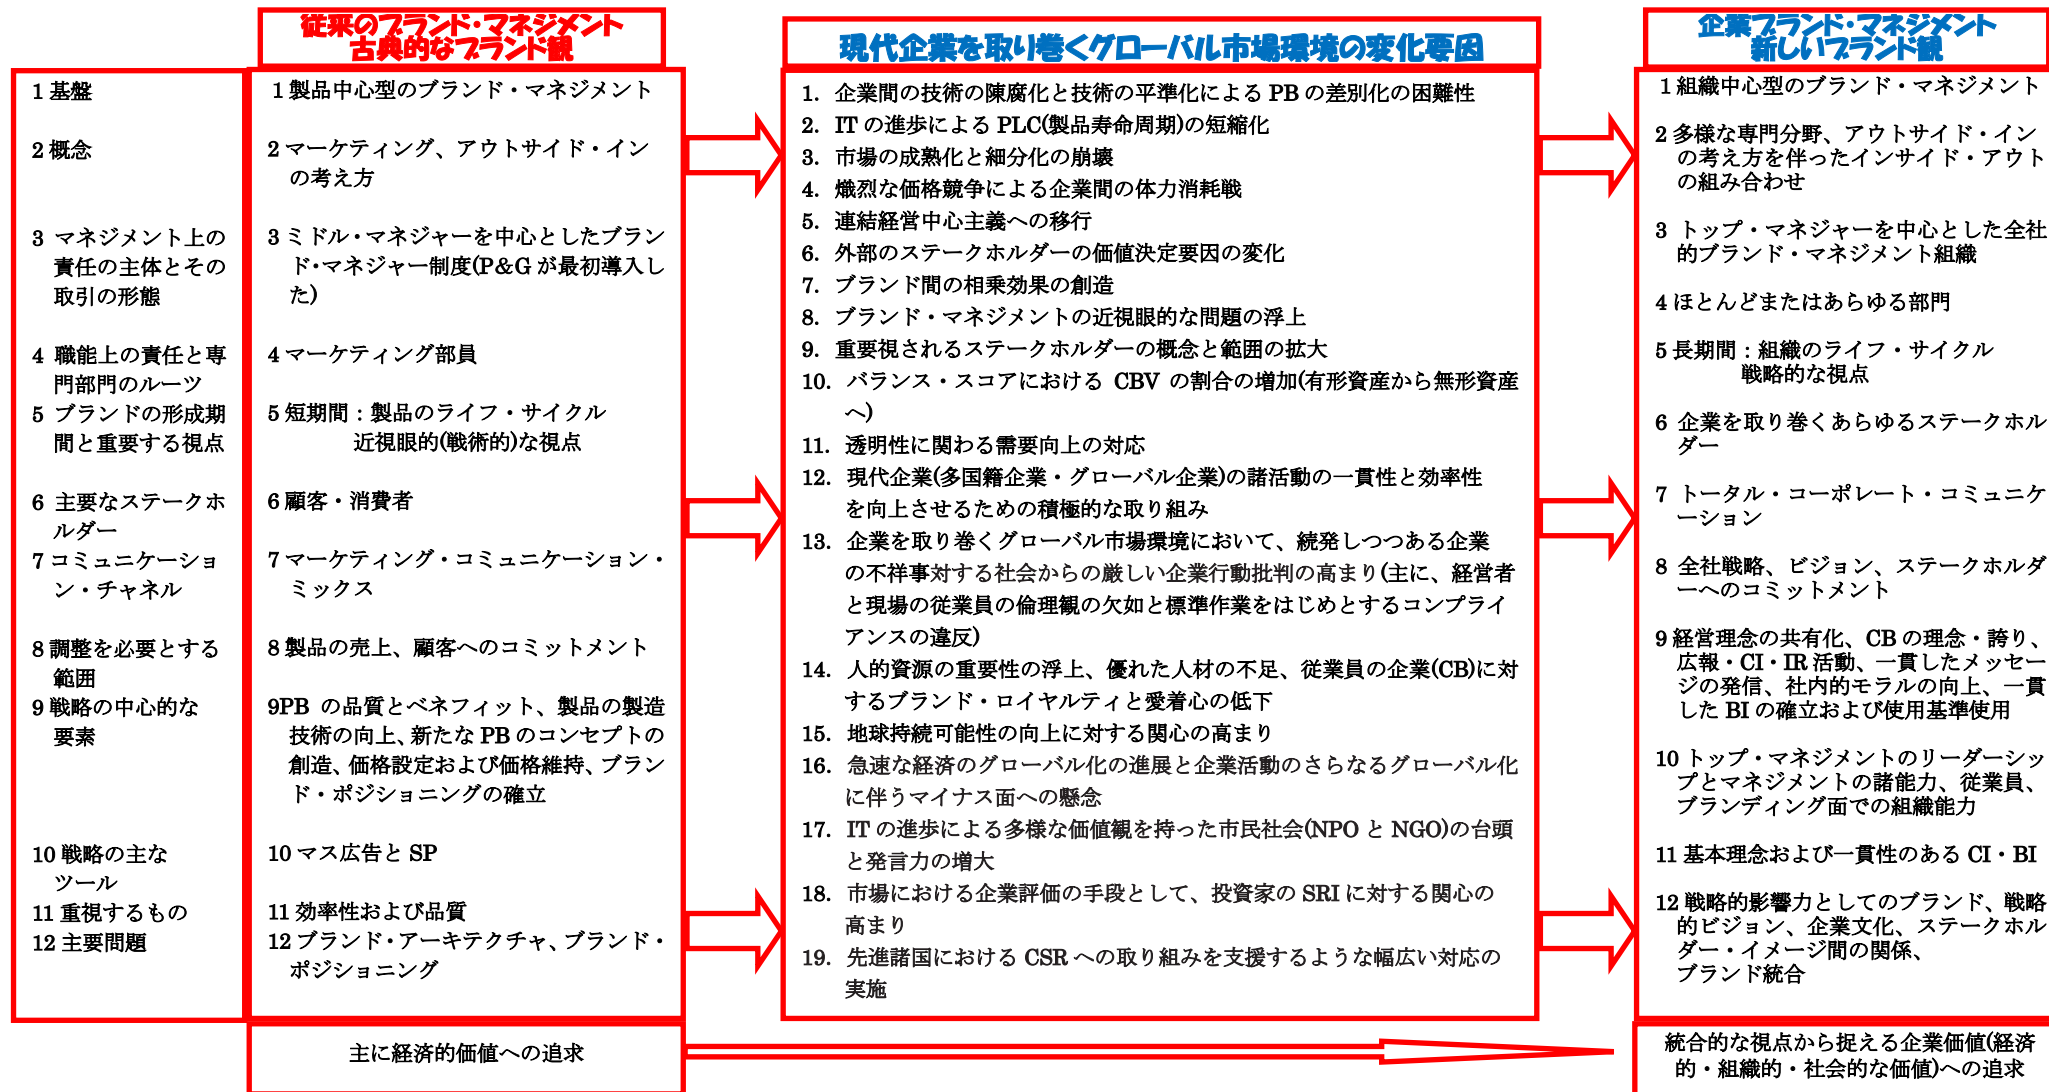 従来のブランド・マネジメント
古典的なブランド観
現代企業を取り巻くグローバル市場環境の変化要因
企業ブランド・マネジメント
新しいブランド観
1 基盤
2 概念
3 マネジメント上の
責任の主体とその
取引の形態
4 職能上の責任と専
門部門のルーツ
5 ブランドの形成期
間と重要する視点
6 主要なステークホ
ルダー
7 コミュニケーショ
ン・チャネル
8 調整を必要とする
範囲
9 戦略の中心的な
要素
10 戦略の主な
ツール
11 重視するもの
12 主要問題
1 製品中心型のブランド・マネジメント
2 マーケティング、アウトサイド・イン
の考え方
3 ミドル・マネジャーを中心としたブラン
ド・マネジャー制度(P&G が最初導入し
た)
4 マーケティング部員
5 短期間：製品のライフ・サイクル
近視眼的(戦術的)な視点
6 顧客・消費者
7 マーケティング・コミュニケーション・
ミックス
8 製品の売上、顧客へのコミットメント
9PB の品質とベネフィット、製品の製造
技術の向上、新たな PB のコンセプトの
創造、価格設定および価格維持、ブラン
ド・ポジショニングの確立
10 マス広告と SP
11 効率性および品質
12 ブランド・アーキテクチャ、ブランド・
ポジショニング
1. 企業間の技術の陳腐化と技術の平準化による PB の差別化の困難性
2. IT の進歩による PLC(製品寿命周期)の短縮化
3. 市場の成熟化と細分化の崩壊
4. 熾烈な価格競争による企業間の体力消耗戦
5. 連結経営中心主義への移行
6. 外部のステークホルダーの価値決定要因の変化
7. ブランド間の相乗効果の創造
8. ブランド・マネジメントの近視眼的な問題の浮上
9. 重要視されるステークホルダーの概念と範囲の拡大
10. バランス・スコアにおける CBV の割合の増加(有形資産から無形資産
へ)
11. 透明性に関わる需要向上の対応
12. 現代企業(多国籍企業・グローバル企業)の諸活動の一貫性と効率性
を向上させるための積極的な取り組み
13. 企業を取り巻くグローバル市場環境において、続発しつつある企業
の不祥事対する社会からの厳しい企業行動批判の高まり(主に、経営者
と現場の従業員の倫理観の欠如と標準作業をはじめとするコンプライ
アンスの違反)
14. 人的資源の重要性の浮上、優れた人材の不足、従業員の企業(CB)に対
するブランド・ロイヤルティと愛着心の低下
15. 地球持続可能性の向上に対する関心の高まり
16. 急速な経済のグローバル化の進展と企業活動のさらなるグローバル化
に伴うマイナス面への懸念
17. IT の進歩による多様な価値観を持った市民社会(NPO と NGO)の台頭
と発言力の増大
18. 市場における企業評価の手段として、投資家の SRI に対する関心の
高まり
19. 先進諸国における CSR への取り組みを支援するような幅広い対応の
実施
1 組織中心型のブランド・マネジメント
2 多様な専門分野、アウトサイド・イン
の考え方を伴ったインサイド・アウト
の組み合わせ
3 トップ・マネジャーを中心とした全社
的ブランド・マネジメント組織
4 ほとんどまたはあらゆる部門
5 長期間：組織のライフ・サイクル
戦略的な視点
6 企業を取り巻くあらゆるステークホル
ダー
7 トータル・コーポレート・コミュニケ
ーション
8 全社戦略、ビジョン、ステークホルダ
ーへのコミットメント
9 経営理念の共有化、CB の理念・誇り、
広報・CI・IR 活動、一貫したメッセー
ジの発信、社内的モラルの向上、一貫
した BI の確立および使用基準使用
10 トップ・マネジメントのリーダーシッ
プとマネジメントの諸能力、従業員、
ブランディング面での組織能力
11 基本理念および一貫性のある CI・BI
12 戦略的影響力としてのブランド、戦略
的ビジョン、企業文化、ステークホル
ダー・イメージ間の関係、
ブランド統合
主に経済的価値への追求
統合的な視点から捉える企業価値(経済
的・組織的・社会的な価値)への追求